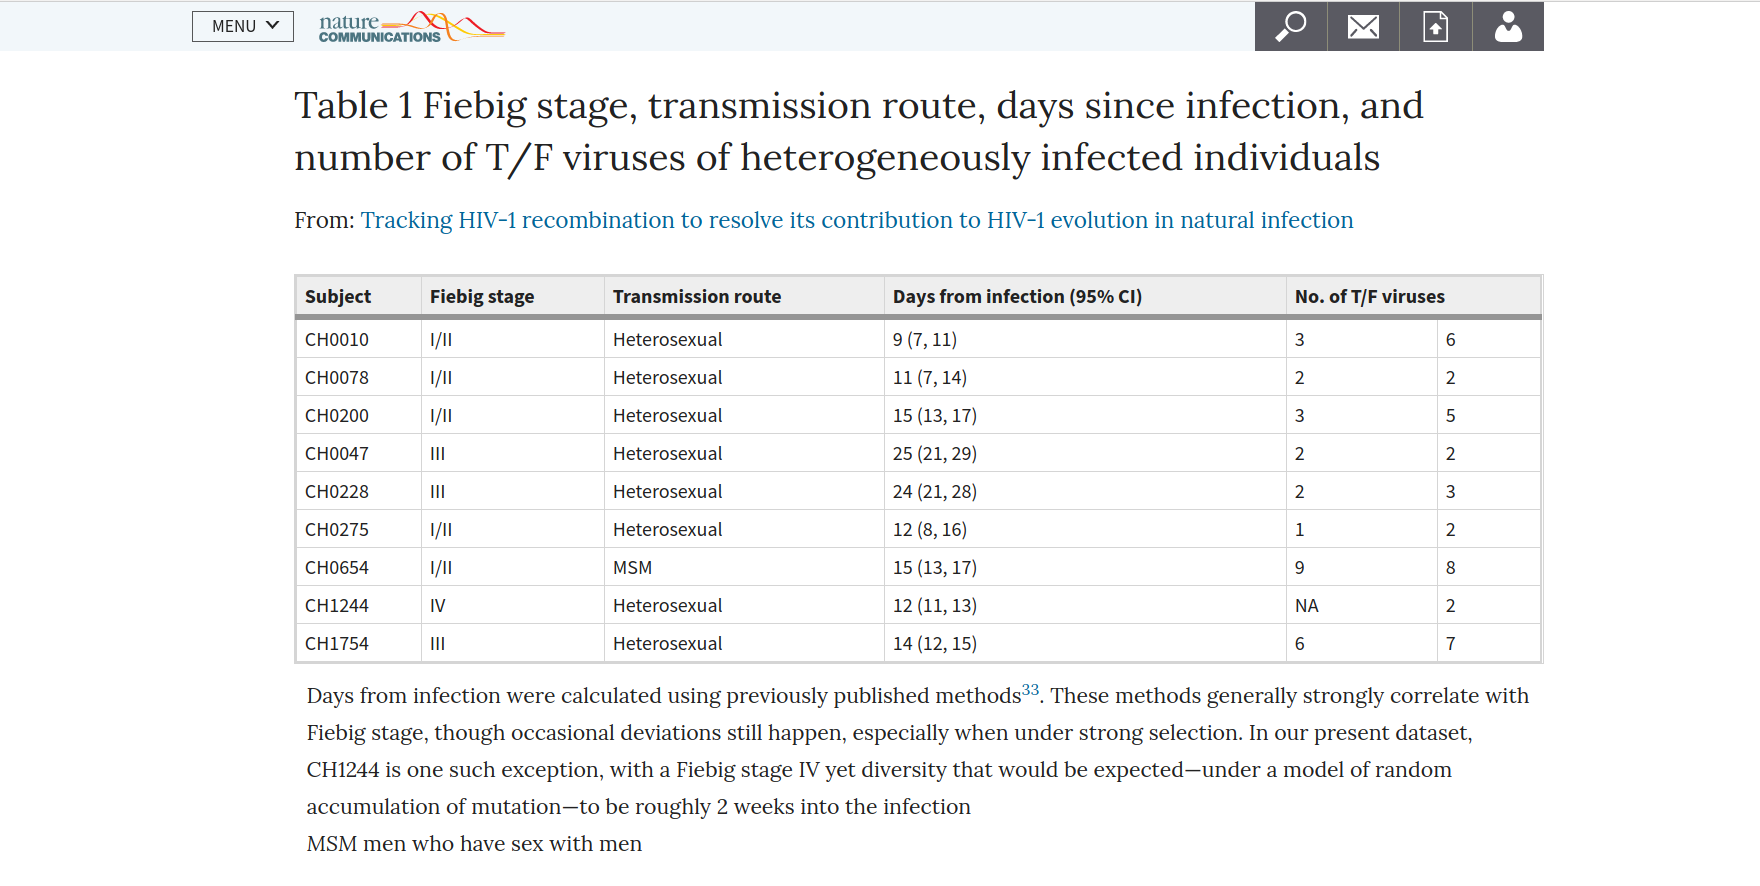 MENU
nature
COMMUNICATIONS
Table 1 Fiebig stage, transmission route, days since infection, and
number of T/F viruses of heterogeneously infected individuals
From: Tracking HIV-1 recombination to resolve its contribution to HIV-1 evolution in natural infection
Subject Fiebig stage Transmission route Days from infection (95% CI) No. of T/F viruses
CH0010 I/II Heterosexual 9 (7, 11) 3 6
CH0078 I/II Heterosexual 11 (7, 14) 2 2
CH0200 I/II Heterosexual 15 (13, 17) 3 5
CH0047 III Heterosexual 25 (21, 29) 2 2
CH0228 III Heterosexual 24 (21, 28) 2 3
CH0275 I/II Heterosexual 12 (8, 16) 1 2
CH0654 I/II MSM 15 (13, 17) 9 8
CH1244 IV Heterosexual 12 (11, 13) NA 2
CH1754 III Heterosexual 14 (12, 15) 6 7
Days from infection were calculated using previously published methods33. These methods generally strongly correlate with
Fiebig stage, though occasional deviations still happen, especially when under strong selection. In our present dataset,
CH1244 is one such exception, with a Fiebig stage IV yet diversity that would be expected—under a model of random
accumulation of mutation—to be roughly 2 weeks into the infection
MSM men who have sex with men